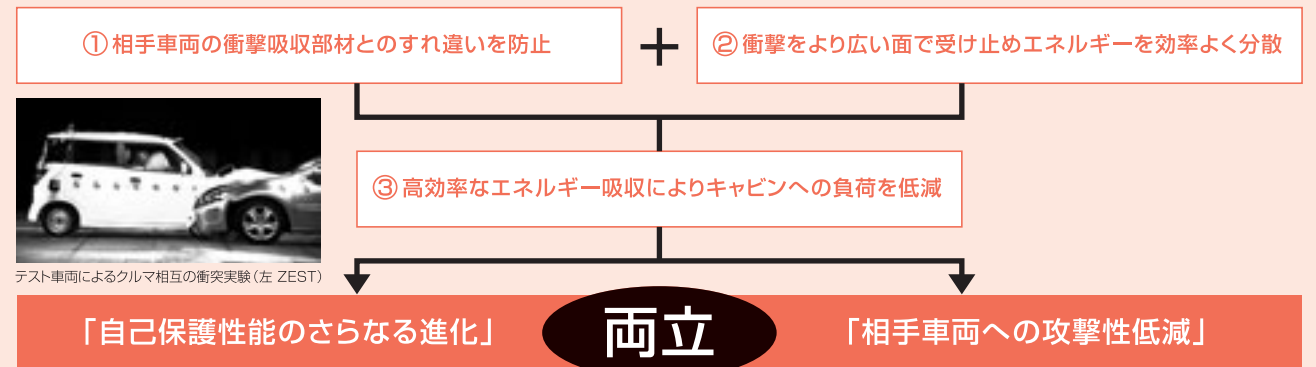 ①相手車両の衝撃吸収部材とのすれ違いを防止
+
②衝撃をより広い面で受け止めエネルギーを効率よく分散
③高効率なエネルギー吸収によりキャビンへの負荷を低減
テスト車両によるクルマ相互の衝突実験(左 ZEST)
「自己保護性能のさらなる進化」
両立
「相手車両への攻撃性低減」